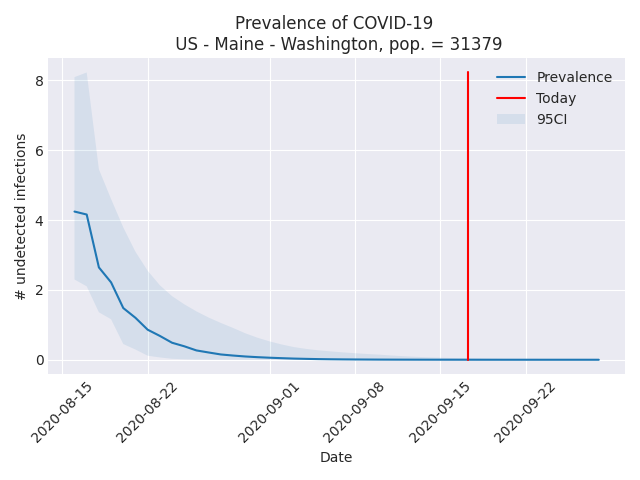 Prevalence of COVID-19
US - Maine - Washington, pop. = 31379
Prevalence
Today
95CI
# undetected infections
8
6
4
2
0
2020-08-15
2020-08-22
2020-09-01
2020-09-08
2020-09-15
2020-09-22
Date